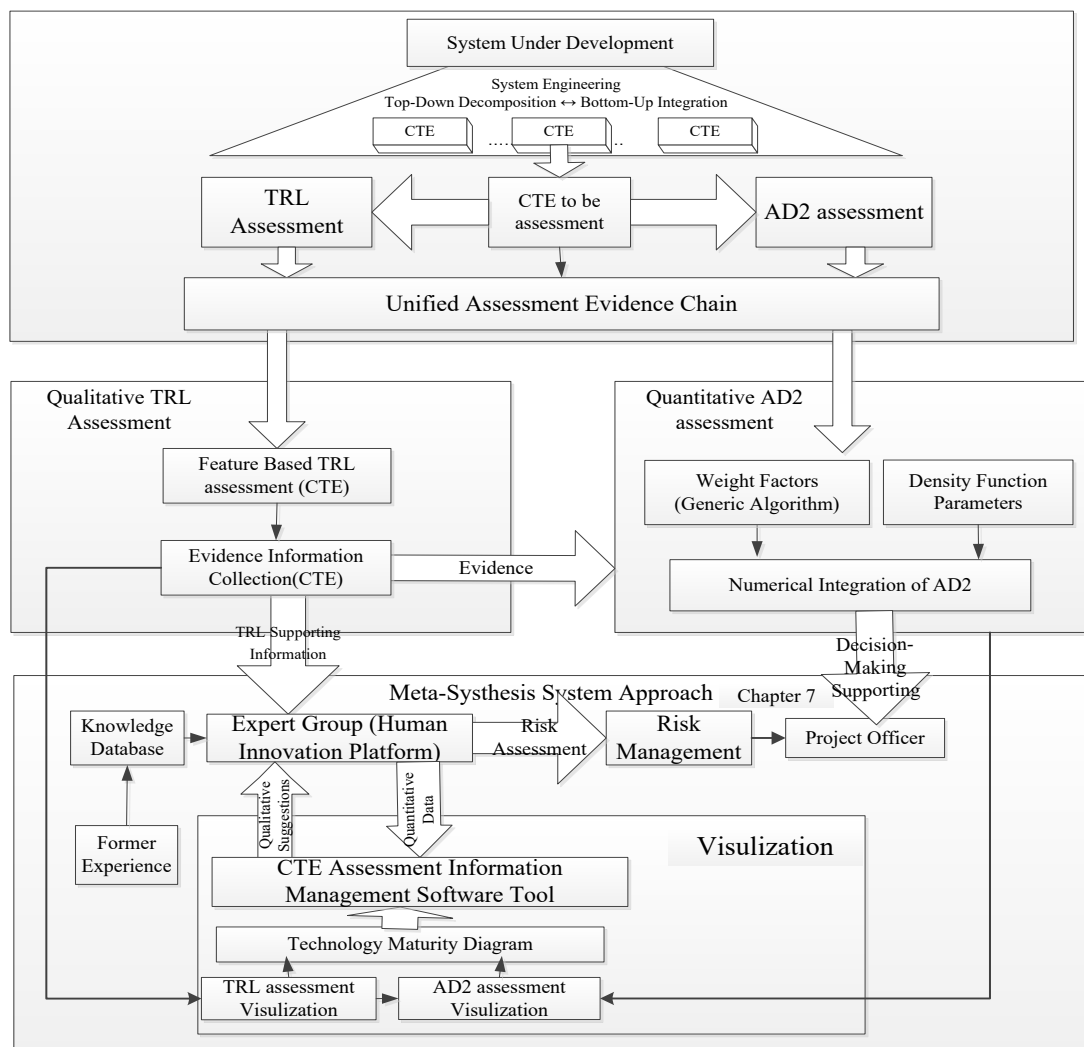 System Under Development
System Engineering
Top-Down Decomposition ↔ Bottom-Up Integration
CTE
.....
CTE
..
CTE
TRL
Assessment
CTE to be
assessment
AD2 assessment
Unified Assessment Evidence Chain
Qualitative TRL
Assessment
Quantitative AD2
assessment
Feature Based TRL
assessment (CTE)
Weight Factors
(Generic Algorithm)
Density Function
Parameters
Evidence Information
Collection(CTE)
Evidence
Numerical Integration of AD2
TRL Supporting
Information
Decision-
Making
Supporting
Meta-Systhesis System Approach
Chapter 7
Knowledge
Database
Expert Group (Human
Innovation Platform)
Risk
Assessment
Risk
Management
Project Officer
Former
Experience
Qualitative
Suggestions
Quantitative
Data
Visulization
CTE Assessment Information
Management Software Tool
Technology Maturity Diagram
TRL assessment
Visulization
AD2 assessment
Visulization